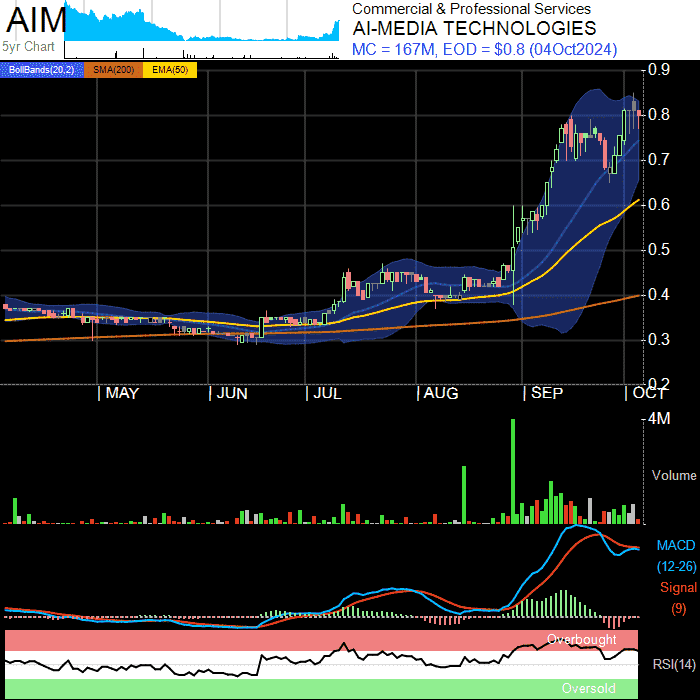 AIM
5yr Chart
Commercial & Professional Services
AI-MEDIA TECHNOLOGIES
MC = 167M, EOD = $0.8 (04Oct2024)
BollBands(20,2) SMA(200) EMA(50)
0.9
0.8
0.7
0.6
0.5
0.4
0.3
0.2
MAY JUN JUL AUG SEP OCT
4M
Volume
MACD
(12-26)
Signal
(9)
Overbought
RSI(14)
Oversold